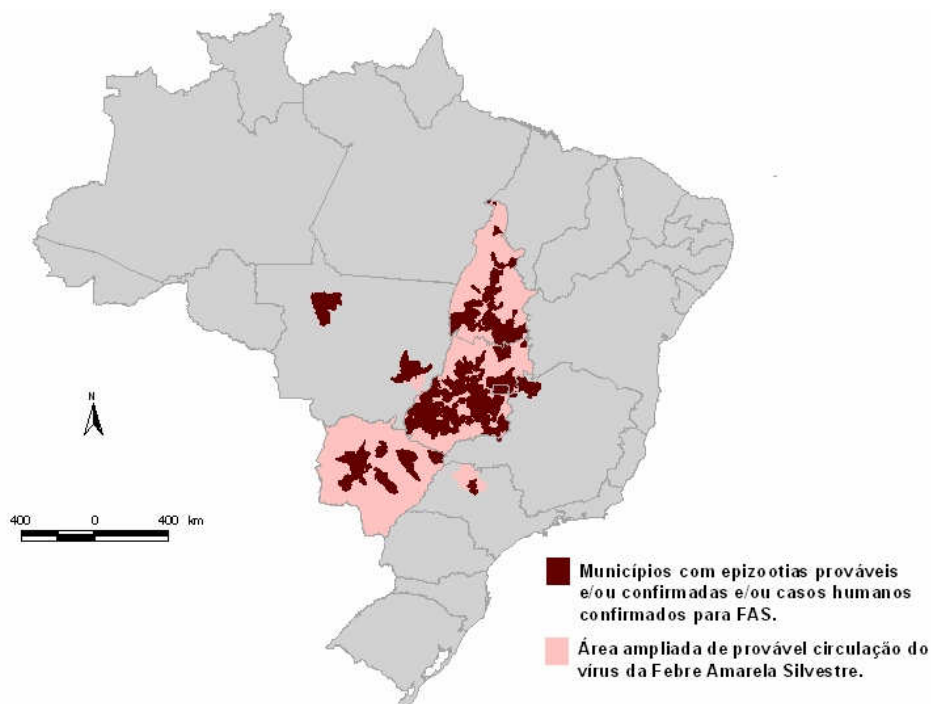 N
400 0 400 km
Municípios com epizootias prováveis
e/ou confirmadas e/ou casos humanos
confirmados para FAS.
Área ampliada de provável circulação do
vírus da Febre Amarela Silvestre.